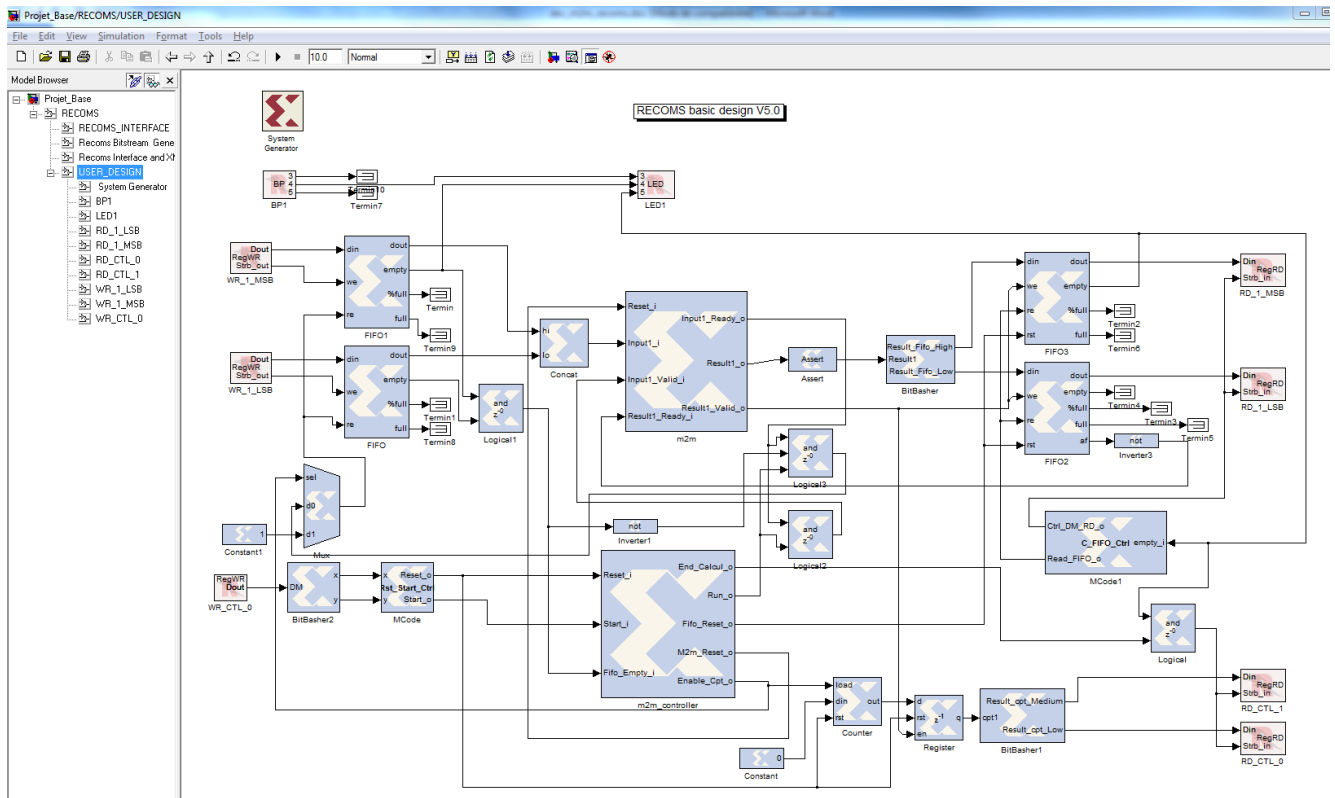 Projet_Base/RECOMS/USER_DESIGN
File Edit View Simulation Format Tools Help
10.0 Normal
Model Browser
Projet_Base
RECOMS
RECOMS_INTERFACE
Recoms Bitstream Gene
Recoms Interface and XM
USER_DESIGN
System Generator
BP1
LED1
RD_1_LSB
RD_1_MSB
RD_CTL_0
RD_CTL_1
WR_1_LSB
WR_1_MSB
WR_CTL_0
System
Generator
RECOMS basic design V5.0
BP
3
4
5
BP1
Termin10
Termin7
3
4
5
LED
LED1
Dout
RegWR
Strb_out
WR_1_MSB
din
we
re
dout
empty
%full
full
FIFO1
Termin
Termin9
Dout
RegWR
Strb_out
WR_1_LSB
din
we
re
dout
empty
%full
full
FIFO
Termin1
Termin8
and
z-0
Logical1
hi
lo
Concat
Reset_i
Input1_i
Input1_Valid_i
Result1_Ready_i
Input1_Ready_o
Result1_o
Result1_Valid_o
m2m
Assert
Assert
Result_Fifo_High
Result1
Result_Fifo_Low
BitBasher
din
we
re
rst
dout
empty
%full
full
FIFO3
Termin2
Termin6
Din
RegRD
Strb_in
RD_1_MSB
din
we
re
rst
dout
empty
%full
full
af
FIFO2
Termin4
Termin3
Termin5
not
Inverter3
Din
RegRD
Strb_in
RD_1_LSB
and
z-0
Logical3
and
z-0
Logical2
not
Inverter1
sel
d0
d1
Mux
1
Constant1
RegWR
Dout
WR_CTL_0
DM
x
y
BitBasher2
x
y
Reset_o
Rst_Start_Ctrl
Start_o
MCode
Reset_i
Start_i
Fifo_Empty_i
End_Calcul_o
Run_o
Fifo_Reset_o
M2m_Reset_o
Enable_Cpt_o
m2m_controller
Ctrl_DM_RD_o
C_FIFO_Ctrl empty_i
Read_FIFO_o
MCode1
and
z-0
Logical
load
din
rst
out
Counter
0
Constant
d
rst
en
z-1
q
Register
cpt1
Result_cpt_Medium
Result_cpt_Low
BitBasher1
Din
RegRD
Strb_in
RD_CTL_1
Din
RegRD
Strb_in
RD_CTL_0